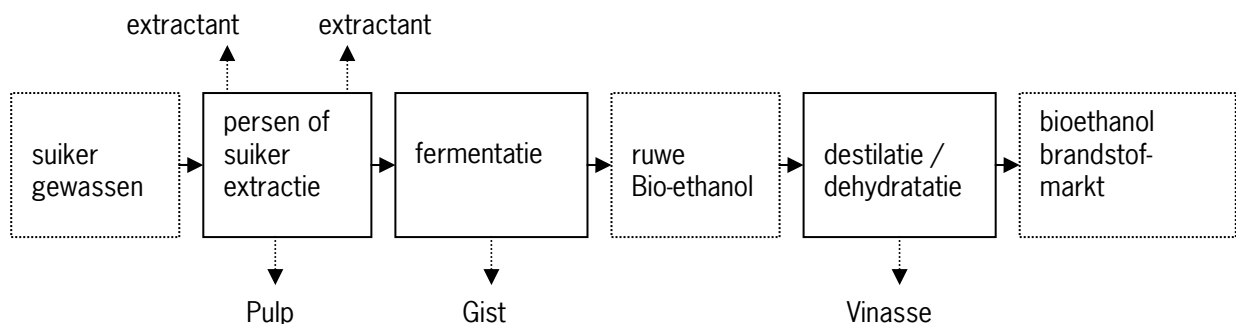 extractant
extractant
suiker
gewassen
persen of
suiker
extractie
fermentatie
ruwe
Bio-ethanol
destilatie /
dehydratatie
bioethanol
brandstof-
markt
Pulp
Gist
Vinasse